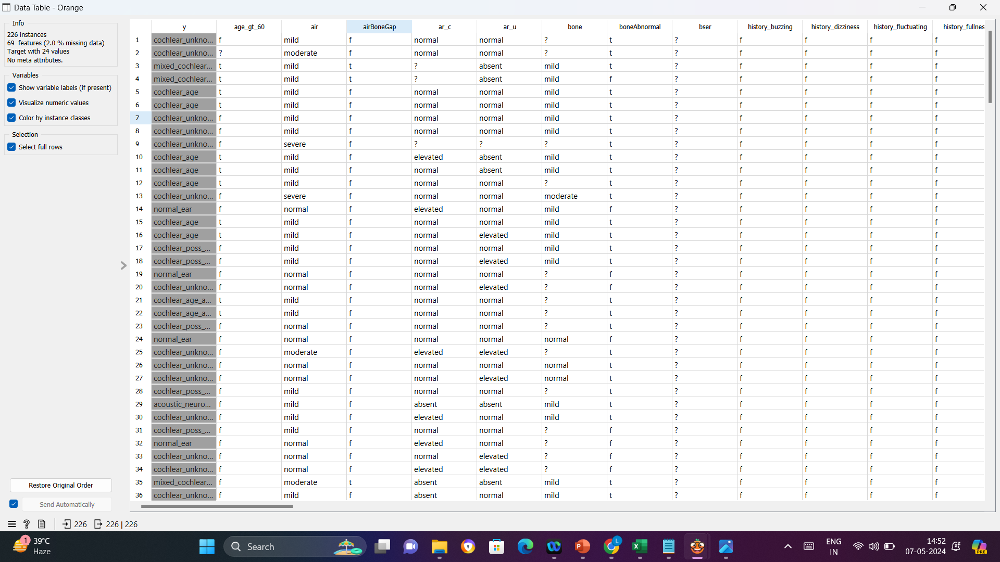 Data Table - Orange
Info
226 instances
69 features (2.0 % missing data)
Target with 24 values
No meta attributes.
Variables
Show variable labels (if present)
Visualize numeric values
Color by instance classes
Selection
Select full rows
y age_gt_60 air airBoneGap ar_c ar_u bone boneAbnormal bser history_buzzing history_dizziness history_fluctuating history_fullnes
1 cochlear_unkno... f mild f normal normal ? t ? f f f f
2 cochlear_unkno... ? moderate f normal normal ? t ? f f f f
3 mixed_cochlear... t mild t ? absent mild t ? f f f f
4 mixed_cochlear... t mild t ? absent mild f ? f f f f
5 cochlear_age t mild f normal normal mild t ? f f f f
6 cochlear_age t mild f normal normal mild t ? f f f f
7 cochlear_unkno... f mild f normal normal mild t ? f f f f
8 cochlear_unkno... f mild f normal normal mild t ? f f f f
9 cochlear_unkno... f severe f ? ? ? t ? f f f f
10 cochlear_age t mild f elevated absent mild t ? f f f f
11 cochlear_age t mild f normal absent mild t ? f f f f
12 cochlear_age t mild f normal normal ? t ? f f f f
13 cochlear_unkno... f severe f normal normal moderate t ? f f f f
14 normal_ear f normal f elevated normal mild f ? f f f f
15 cochlear_age t mild f normal normal mild t ? f f f f
16 cochlear_age t mild f normal elevated mild t ? f f f f
17 cochlear_poss_... f mild f normal normal mild t ? f f f f
18 cochlear_poss_... f mild f normal elevated mild t ? f f f f
19 normal_ear f normal f normal normal ? f ? f f f f
20 cochlear_unkno... f normal f normal elevated ? f ? f f f f
21 cochlear_age_a... t mild f normal normal ? t ? f f f f
22 cochlear_age_a... t mild f normal normal ? t ? f f f f
23 cochlear_poss_... f normal f normal normal ? t ? f f f f
24 normal_ear f normal f normal normal normal f ? f f f f
25 cochlear_unkno... f moderate f elevated elevated ? t ? f f f f
26 cochlear_unkno... f normal f normal normal normal t ? f f f f
27 cochlear_unkno... f normal f normal elevated normal t ? f f f f
28 cochlear_poss_... f mild f normal normal ? t ? f f f f
29 acoustic_neuro... f mild f absent absent mild t ? f f f f
30 cochlear_unkno... f mild f elevated normal mild t ? f f f f
31 cochlear_poss_... f mild f normal normal ? f ? f f f f
32 normal_ear f normal f elevated normal ? f ? f f f f
33 cochlear_unkno... f normal f normal elevated ? f ? f f f f
34 cochlear_unkno... f normal f elevated elevated ? f ? f f f f
35 mixed_cochlear... f moderate t absent absent mild t ? f f f f
36 cochlear_unkno... f mild f absent normal mild t ? f f f f
Restore Original Order
Send Automatically
? 226 226 | 226
1 39°C
Haze
Search
W
P
L
X
ENG
IN
14:52
07-05-2024
PRE